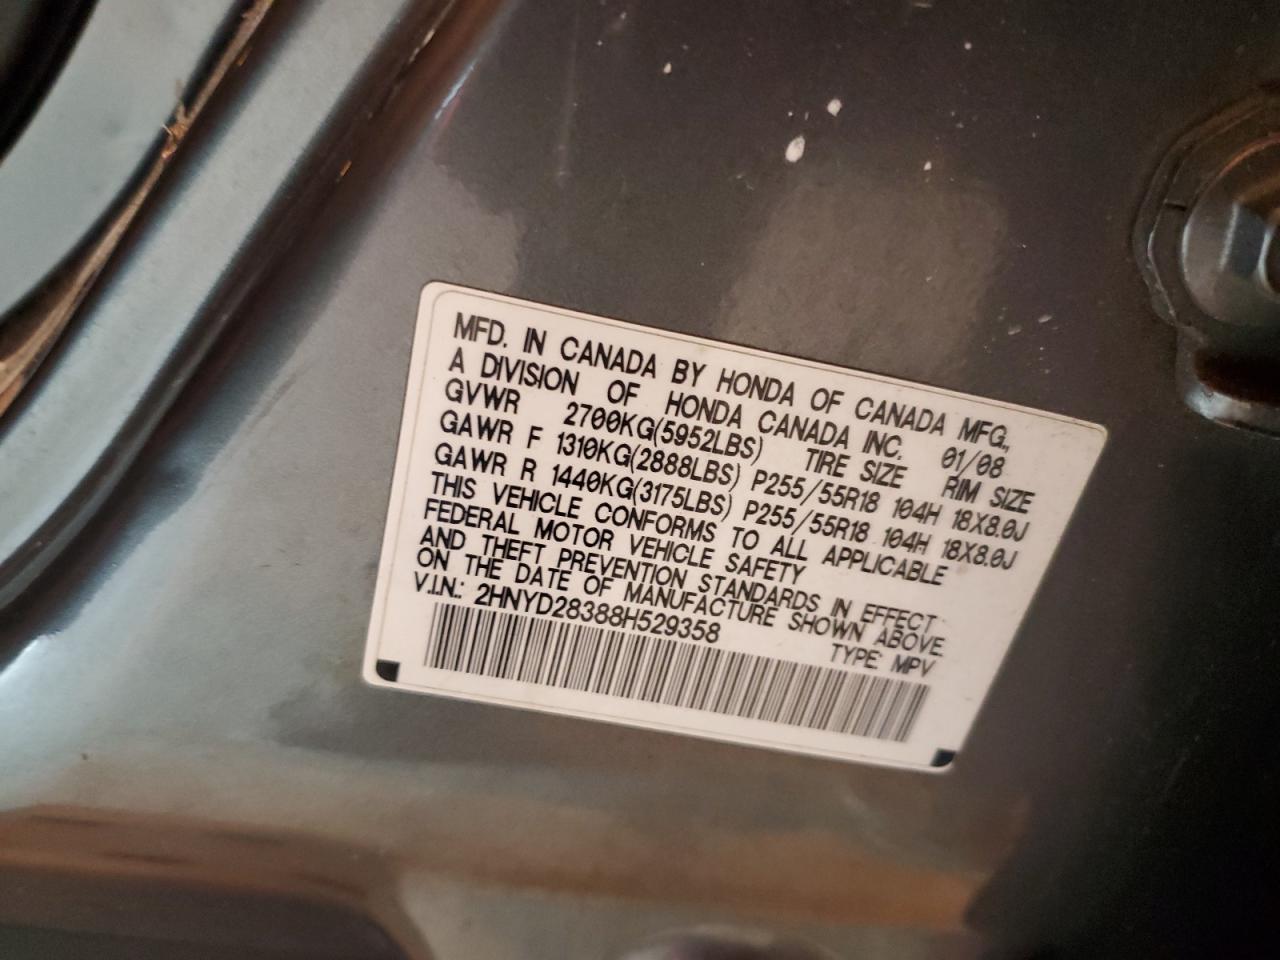 MFD. IN CANADA BY HONDA OF CANADA MFG.,
A DIVISION OF HONDA CANADA INC. 01/08
GVWR 2700KG(5952LBS) TIRE SIZE RIM SIZE
GAWR F 1310KG(2888LBS) P255/55R18 104H 18X8.0J
GAWR R 1440KG(3175LBS) P255/55R18 104H 18X8.0J
THIS VEHICLE CONFORMS TO ALL APPLICABLE
FEDERAL MOTOR VEHICLE SAFETY
AND THEFT PREVENTION STANDARDS IN EFFECT
ON THE DATE OF MANUFACTURE SHOWN ABOVE.
V.I.N.: 2HNYD28388H529358 TYPE: MPV